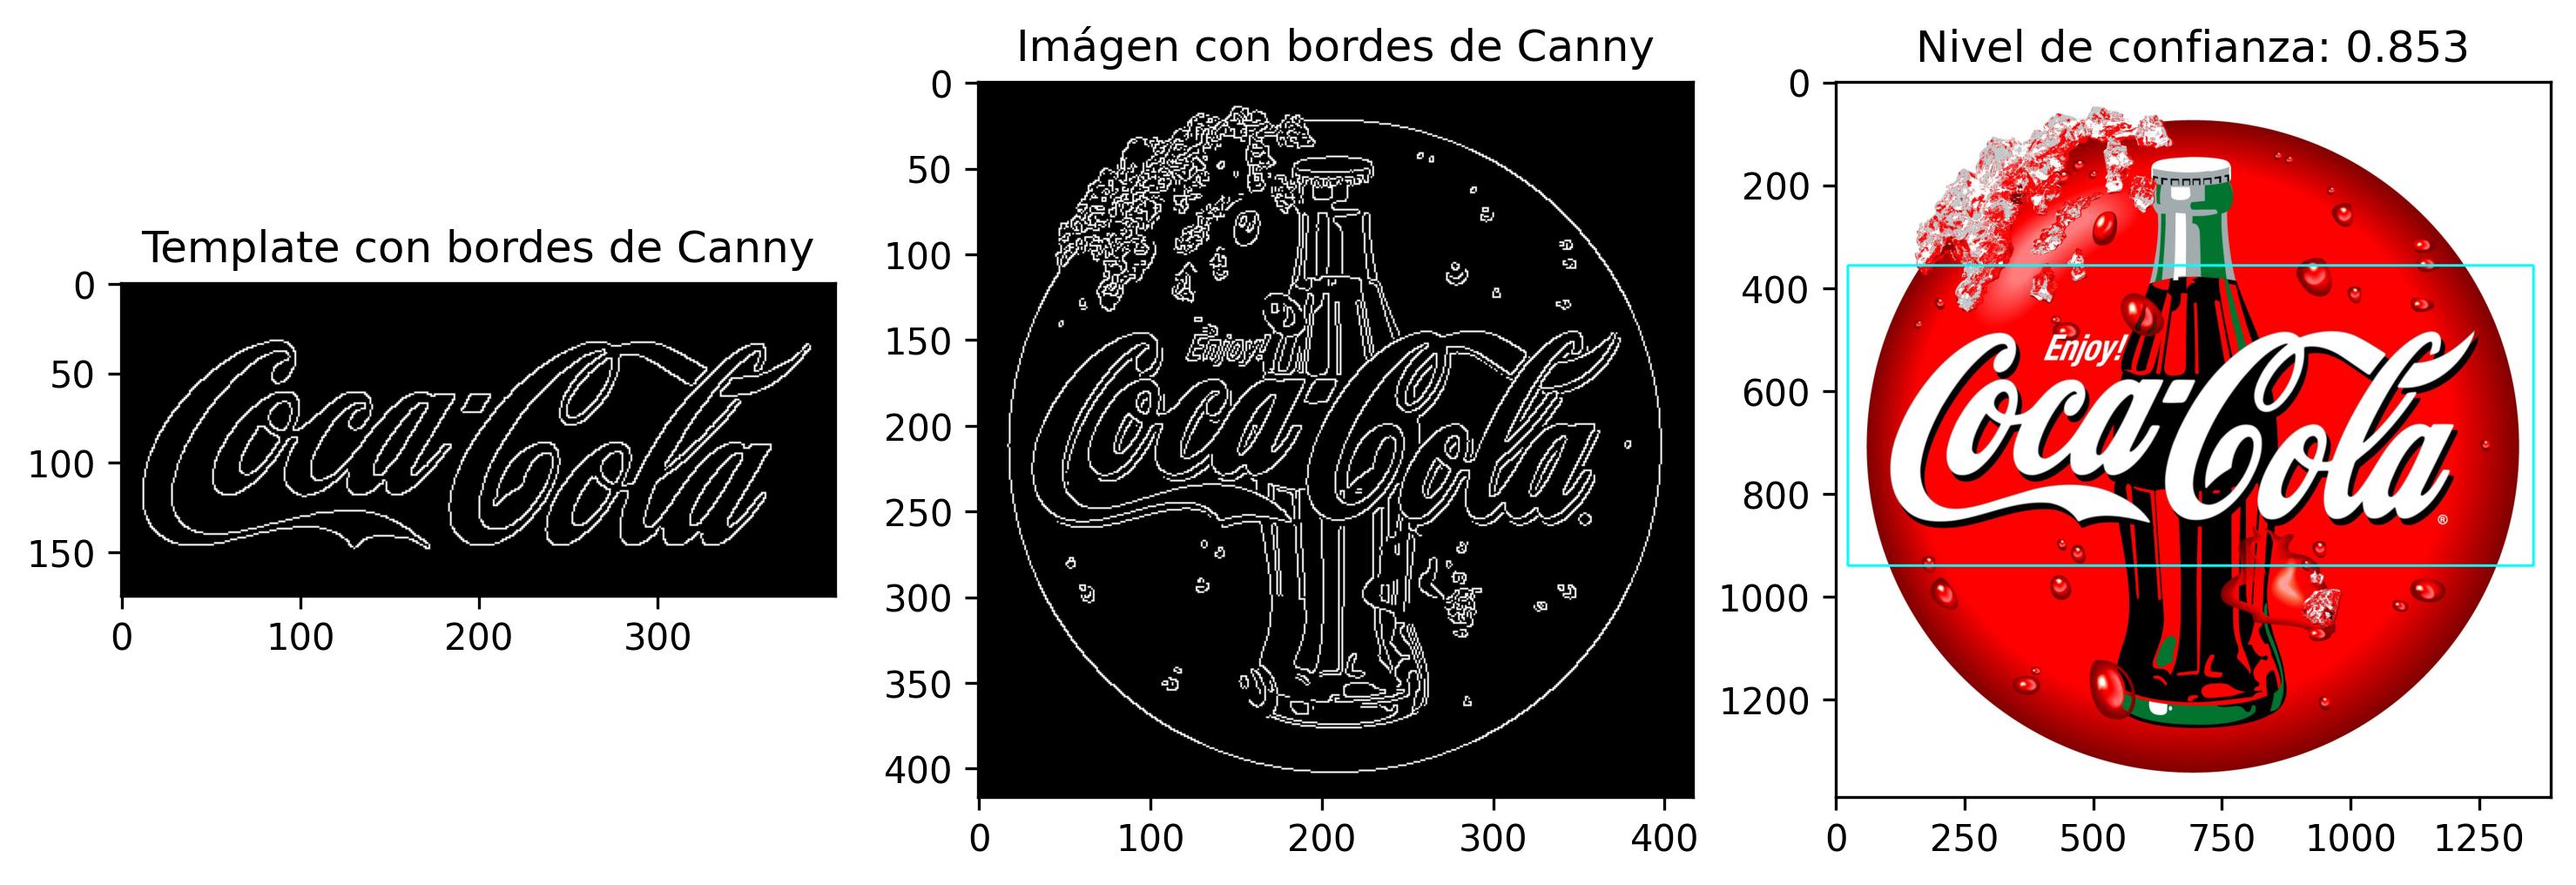 Template con bordes de Canny
0
50
100
150
0 100 200 300
Imágen con bordes de Canny
0
50
100
150
200
250
300
350
400
0 100 200 300 400
Enjoy!
Coca-Cola
Nivel de confianza: 0.853
0
200
400
600
800
1000
1200
0 250 500 750 1000 1250
Enjoy!
Coca-Cola
®
Coca-Cola